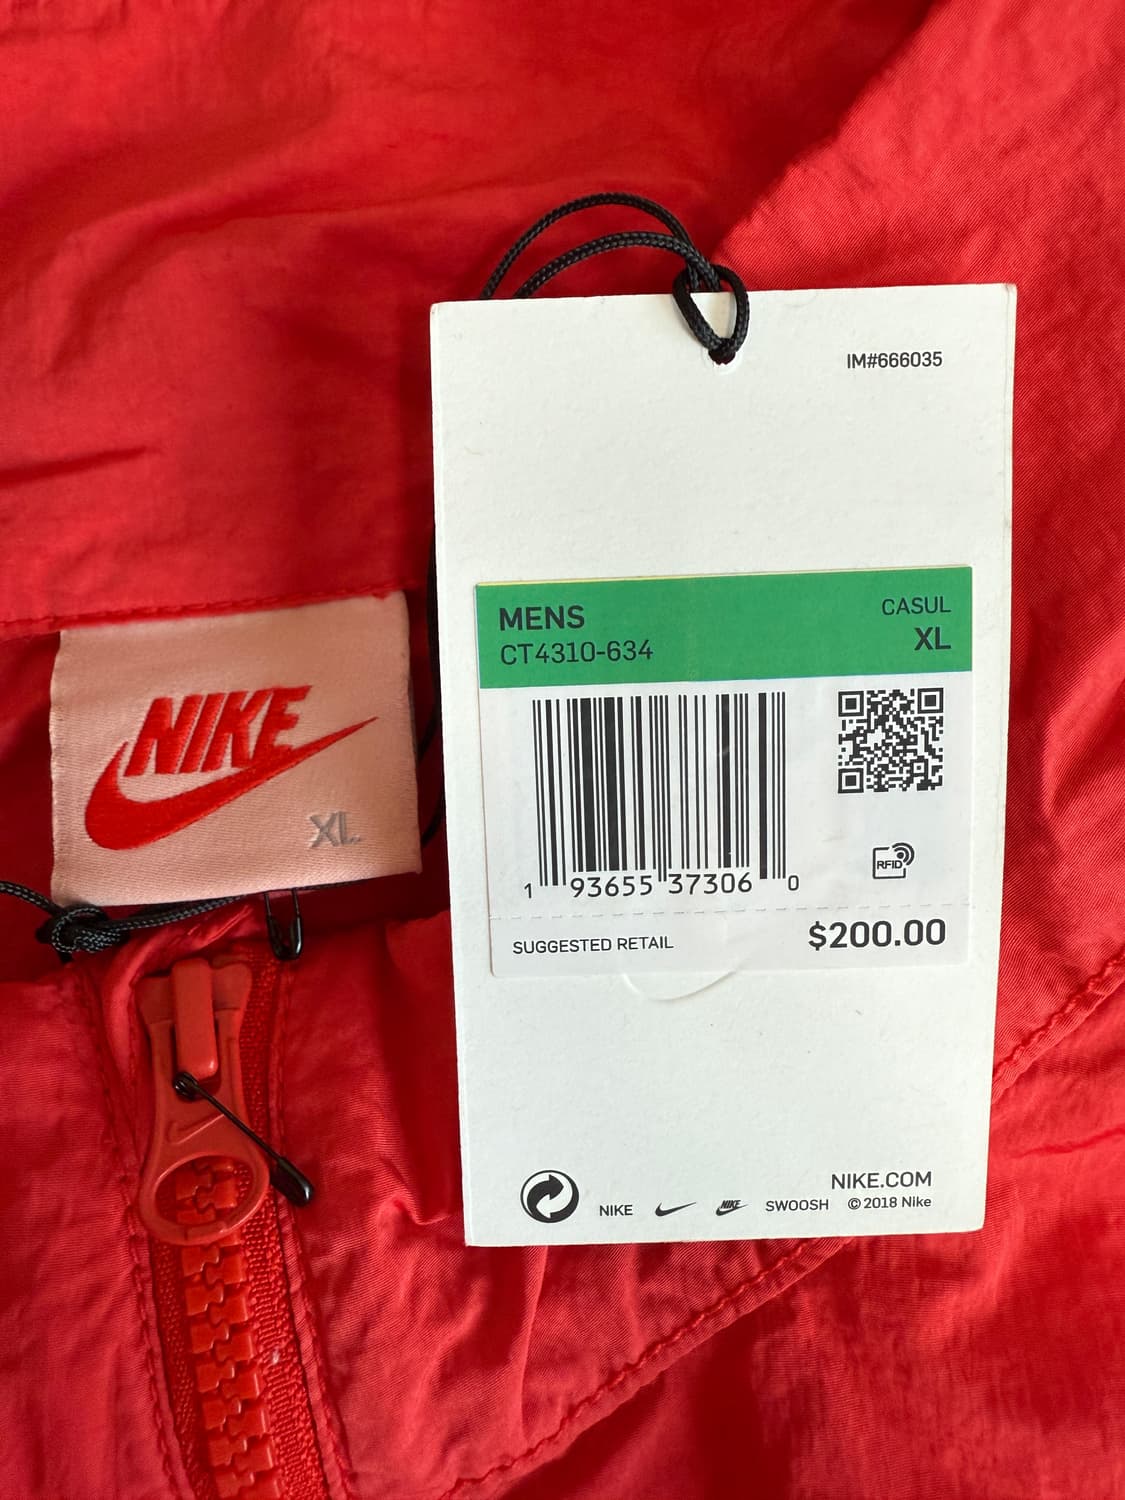 IM#666035
MENS
CASUL
CT4310-634
XL
1 93655 37306 0
RFID
SUGGESTED RETAIL
$200.00
NIKE
XL
NIKE.COM
NIKE NIKE SWOOSH ©2018 Nike